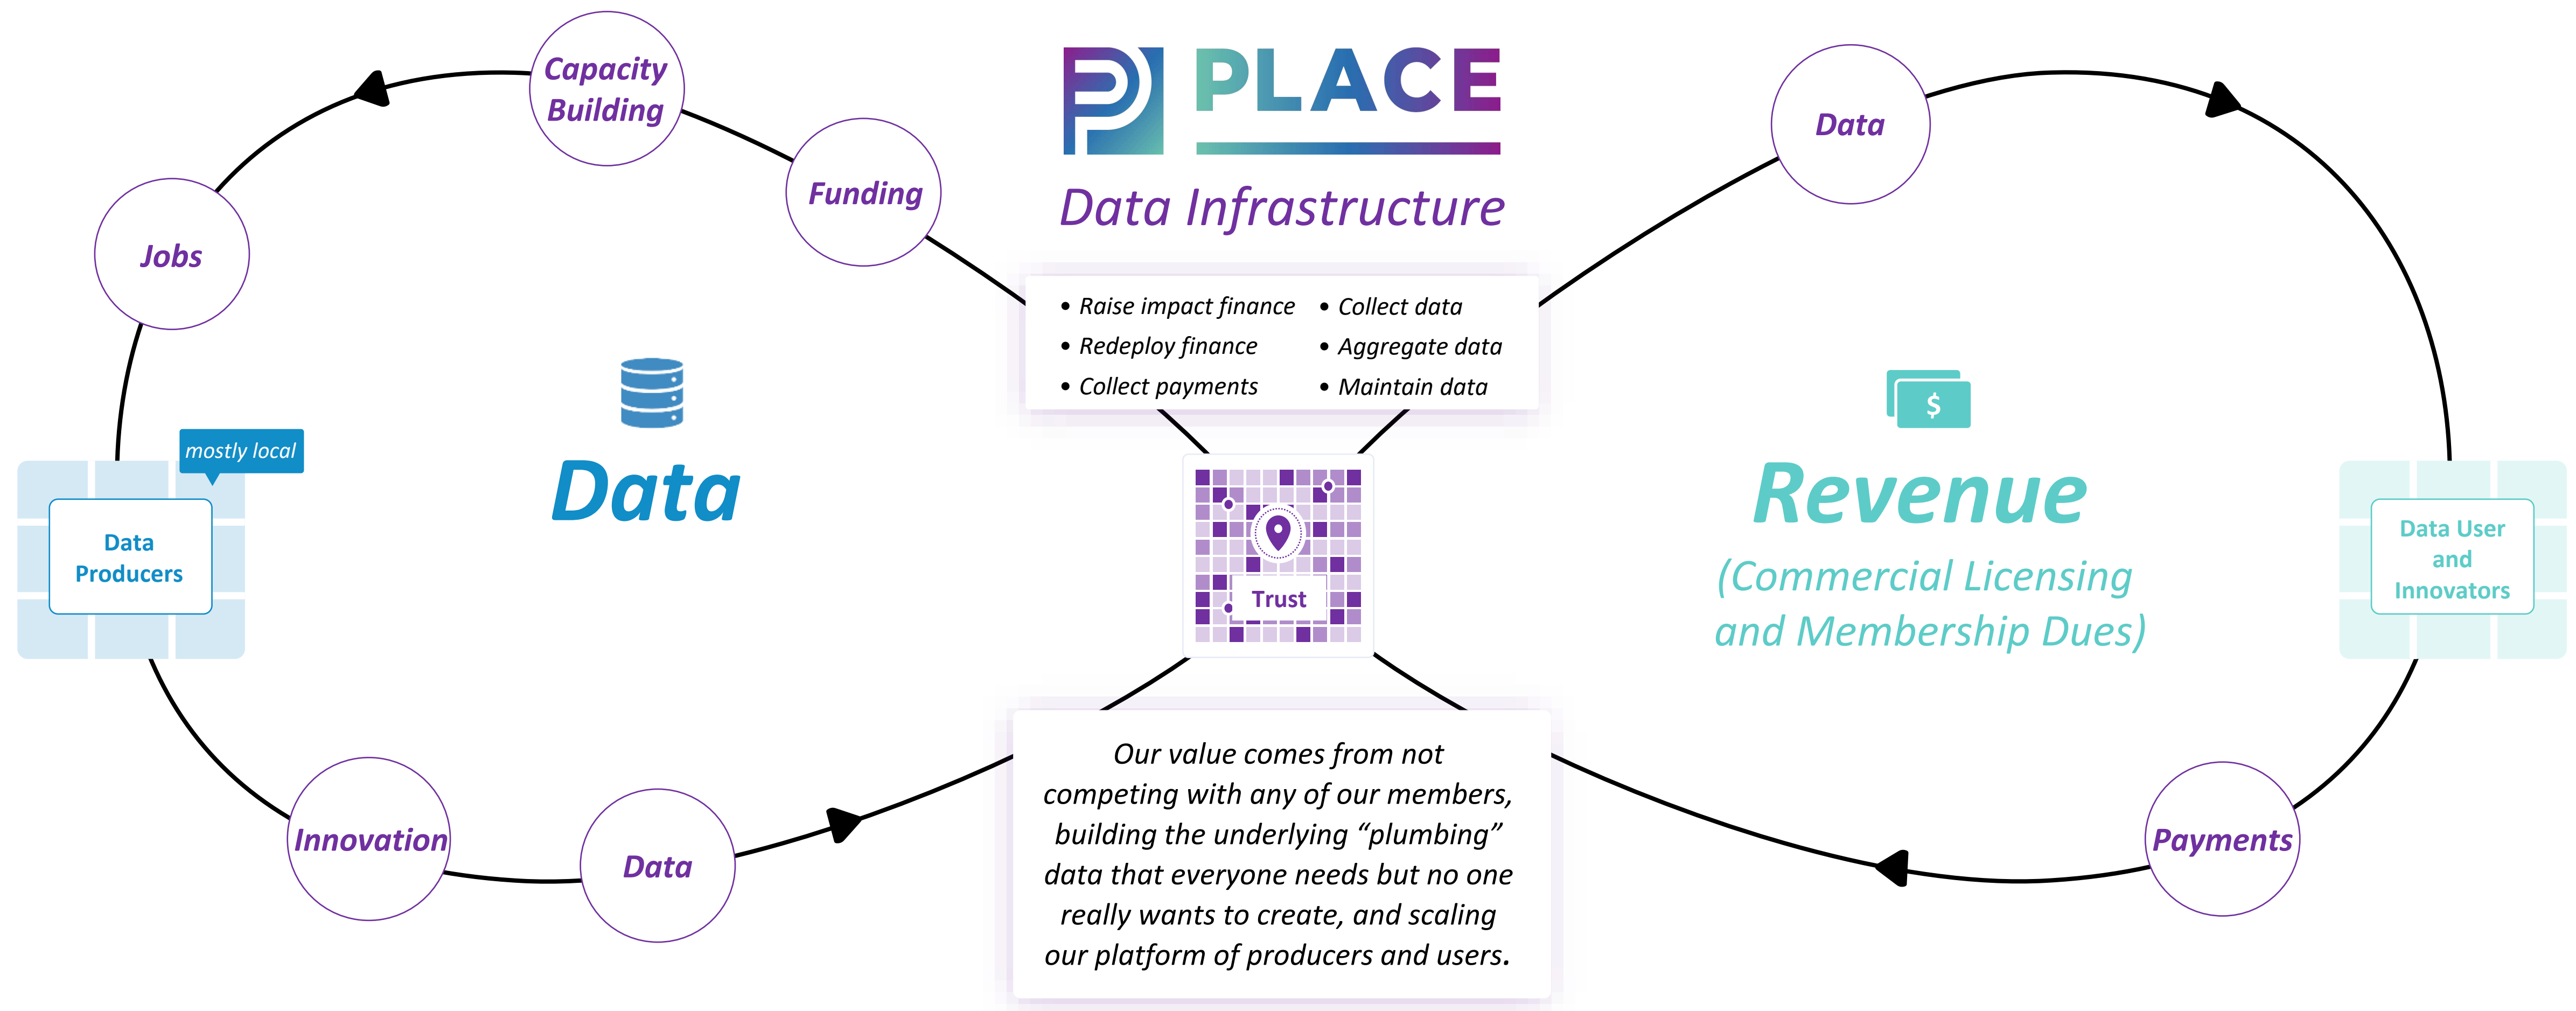 PLACE
Data Infrastructure
Capacity
Building
Funding
Jobs
mostly local
Data
Producers
Data
Innovation
Data
• Raise impact finance
• Redeploy finance
• Collect payments
• Collect data
• Aggregate data
• Maintain data
Trust
Our value comes from not
competing with any of our members,
building the underlying “plumbing”
data that everyone needs but no one
really wants to create, and scaling
our platform of producers and users.
Data
$
Revenue
(Commercial Licensing
and Membership Dues)
Data User
and
Innovators
Payments